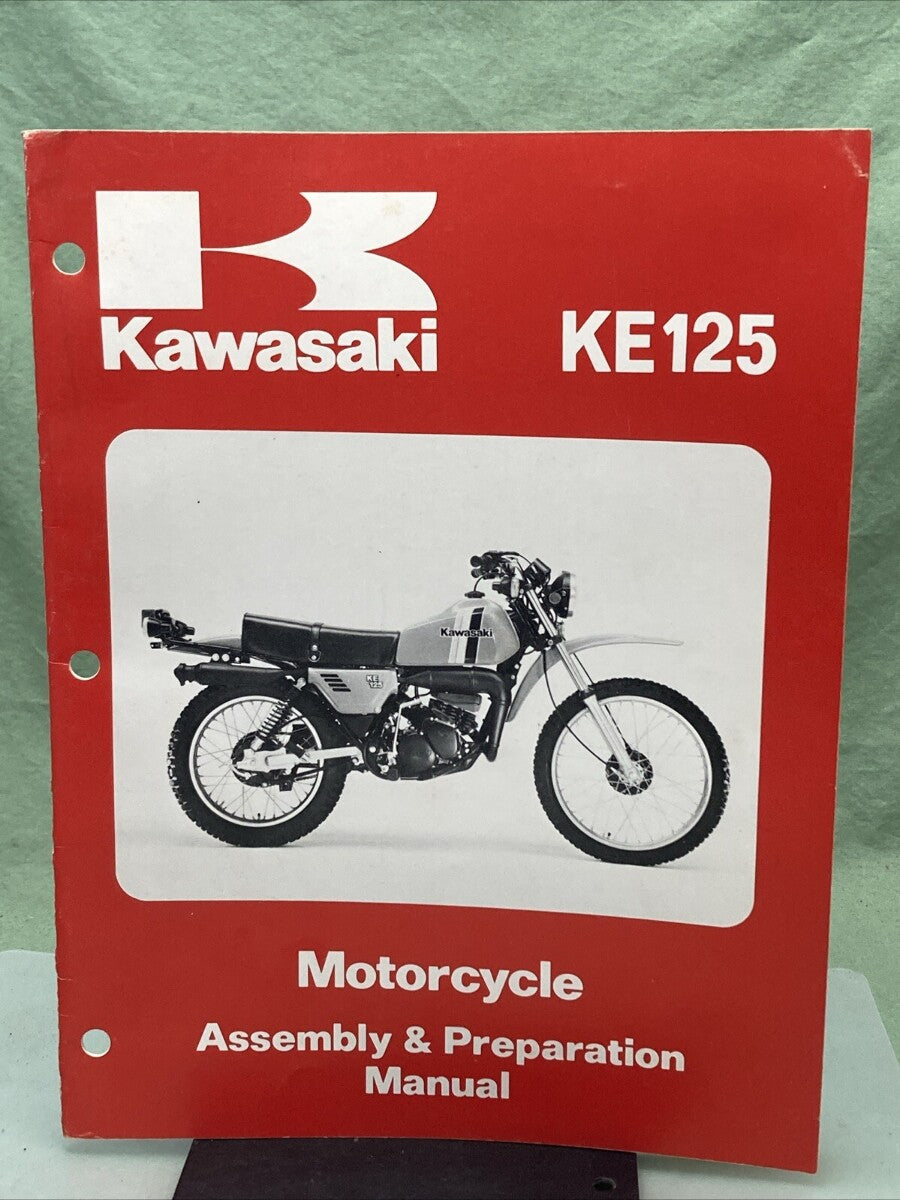 Kawasaki
KE125
Kawasaki
KE
125
Motorcycle
Assembly & Preparation
Manual